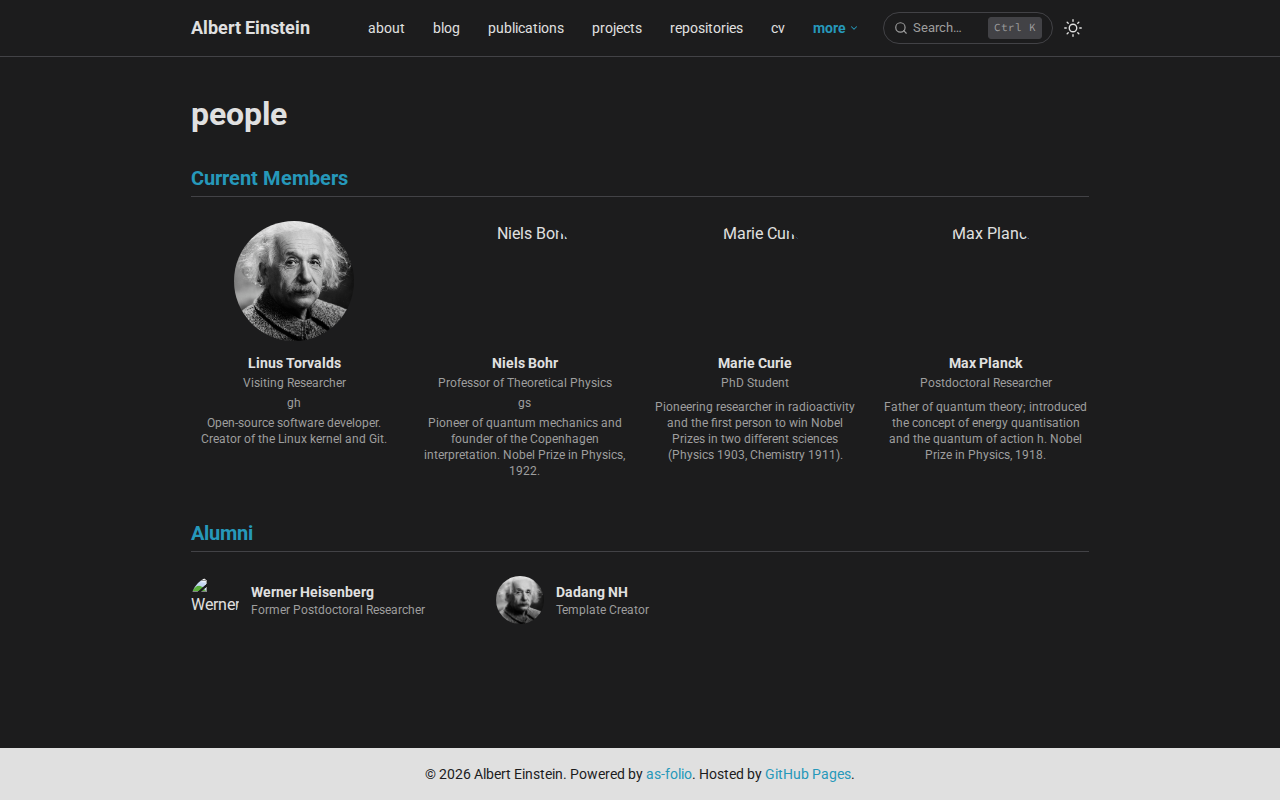 Albert Einstein about blog publications projects repositories cv more Search... Ctrl K
people
Current Members
Niels Boh Marie Curi Max Planc
Linus Torvalds
Visiting Researcher
gh
Open-source software developer.
Creator of the Linux kernel and Git.
Niels Bohr
Professor of Theoretical Physics
gs
Pioneer of quantum mechanics and
founder of the Copenhagen
interpretation. Nobel Prize in Physics,
1922.
Marie Curie
PhD Student
Pioneering researcher in radioactivity
and the first person to win Nobel
Prizes in two different sciences
(Physics 1903, Chemistry 1911).
Max Planck
Postdoctoral Researcher
Father of quantum theory; introduced
the concept of energy quantisation
and the quantum of action h. Nobel
Prize in Physics, 1918.
Alumni
Werner
Werner Heisenberg
Former Postdoctoral Researcher
Dadang NH
Template Creator
© 2026 Albert Einstein. Powered by as-folio. Hosted by GitHub Pages.